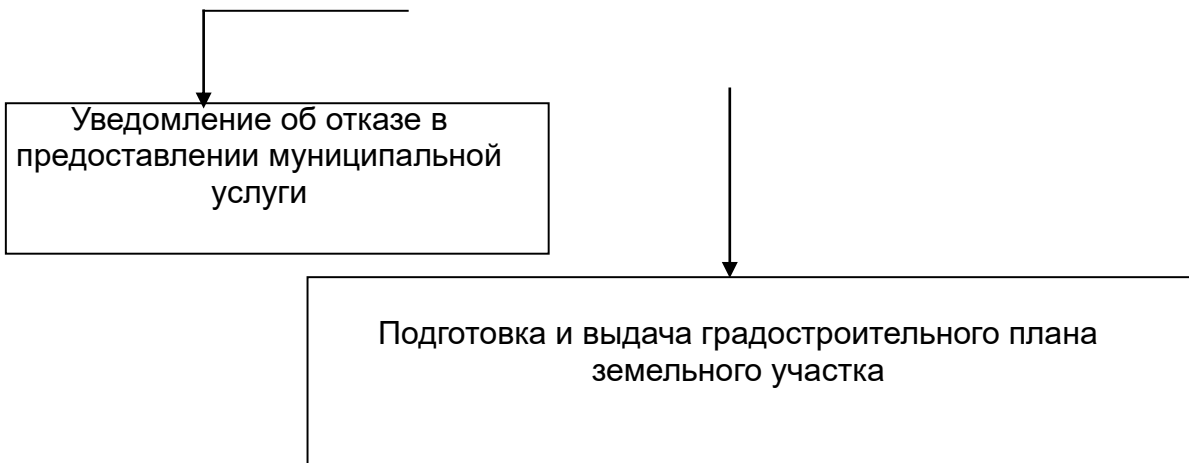 Уведомление об отказе в
предоставлении муниципальной
услуги
Подготовка и выдача градостроительного плана
земельного участка